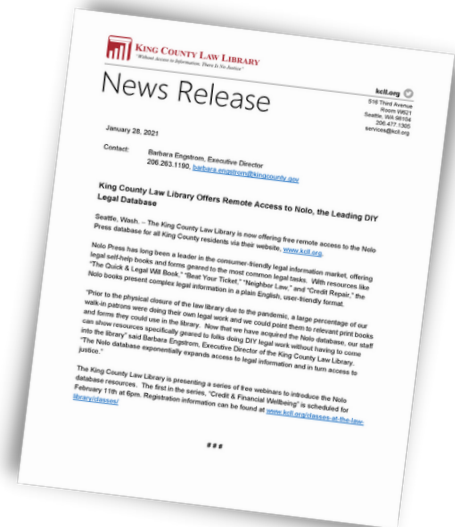 KING COUNTY LAW LIBRARY
"Without Access to Information, There Is No Justice"
News Release
kcll.org
516 Third Avenue
Room W621
Seattle, WA 98104
206.477.1305
services@kcll.org
January 28, 2021
Contact: Barbara Engstrom, Executive Director
206.263.1190, barbara.engstrom@kingcounty.gov
King County Law Library Offers Remote Access to Nolo, the Leading DIY
Legal Database
Seattle, Wash. – The King County Law Library is now offering free remote access to the Nolo
Press database for all King County residents via their website, www.kcll.org.
Nolo Press has long been a leader in the consumer-friendly legal information market, offering
legal self-help books and forms geared to the most common legal tasks. With resources like
"The Quick & Legal Will Book," "Beat Your Ticket," "Neighbor Law," and "Credit Repair," the
Nolo books present complex legal information in a plain English, user-friendly format.
"Prior to the physical closure of the law library due to the pandemic, a large percentage of our
walk-in patrons were doing their own legal work and we could point them to relevant print books
and forms they could use in the library. Now that we have acquired the Nolo database, our staff
can show resources specifically geared to folks doing DIY legal work without having to come
into the library" said Barbara Engstrom, Executive Director of the King County Law Library.
"The Nolo database exponentially expands access to legal information and in turn access to
justice."
The King County Law Library is presenting a series of free webinars to introduce the Nolo
database resources. The first in the series, "Credit & Financial Wellbeing" is scheduled for
February 11th at 6pm. Registration information can be found at www.kcll.org/classes-at-the-law-
library/classes/
###